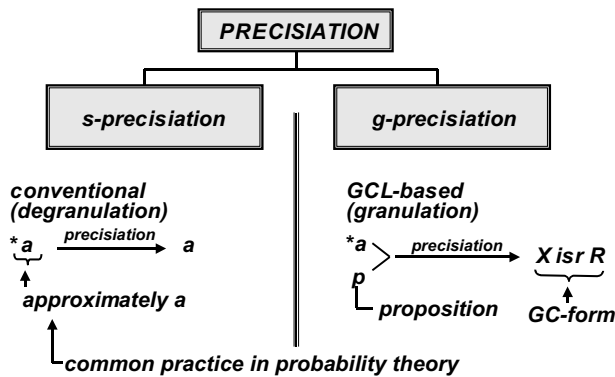 PRECISIATION
s-precisiation
g-precisiation
conventional
(degranulation)
*a precisiation a
approximately a
common practice in probability theory
GCL-based
(granulation)
*a precisiation X isr R
p
proposition
GC-form